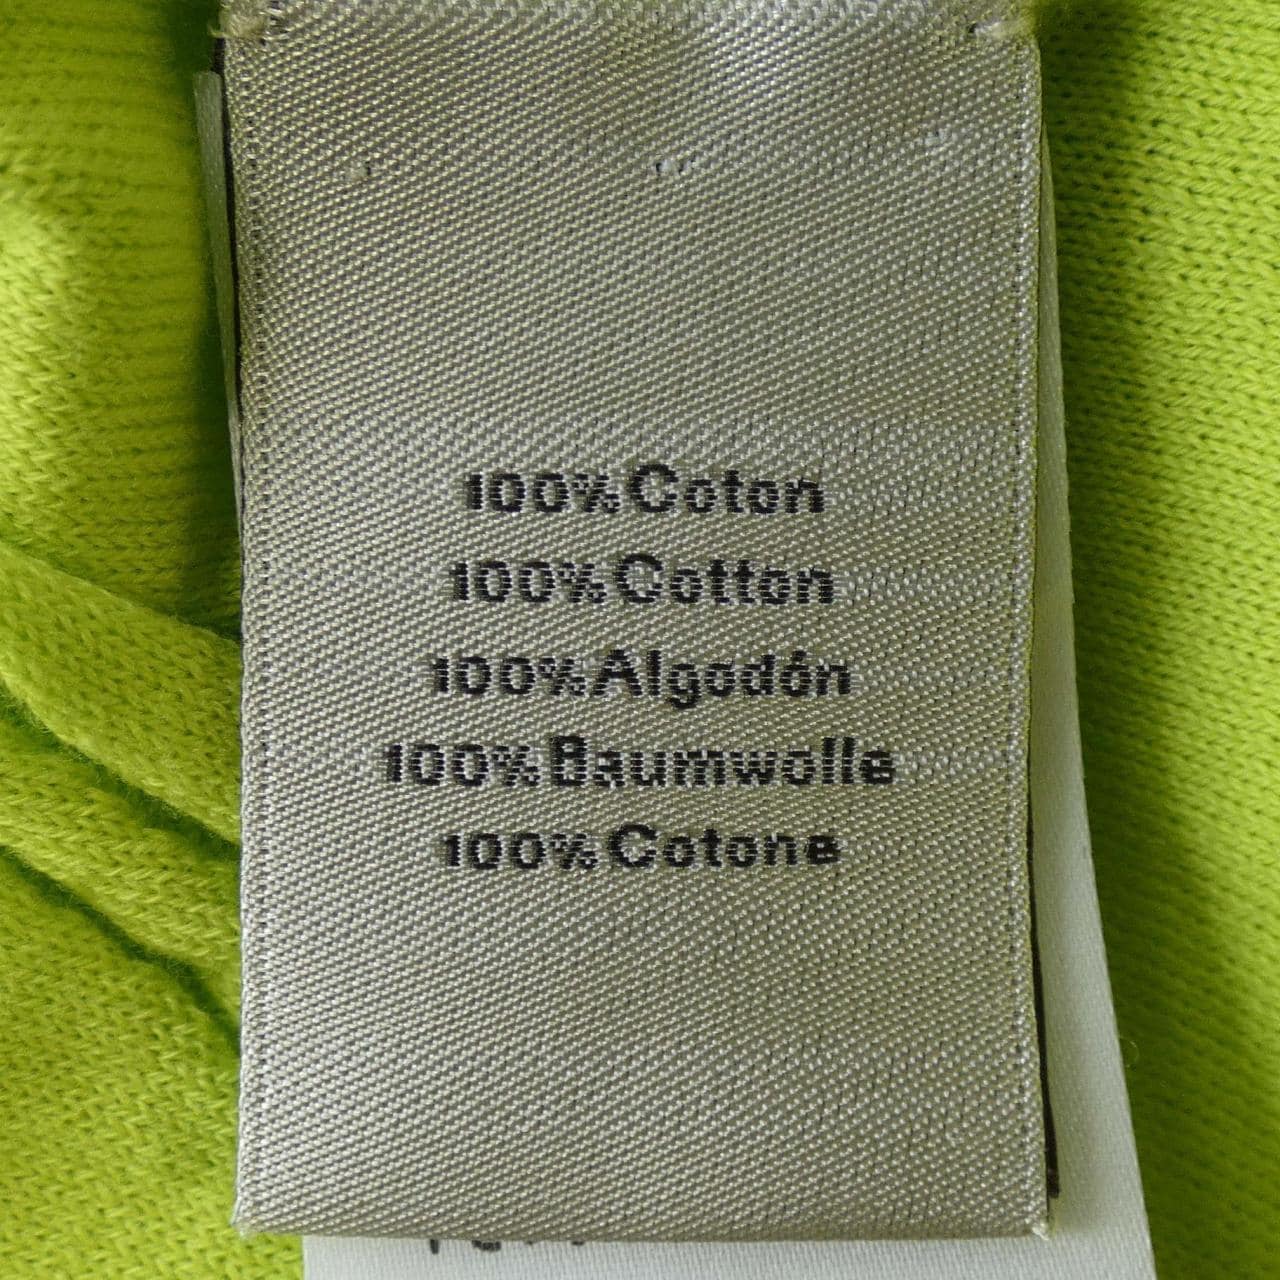 100% Coton
100% Cotton
100% Algodón
100% Baumwolle
100% Cotone